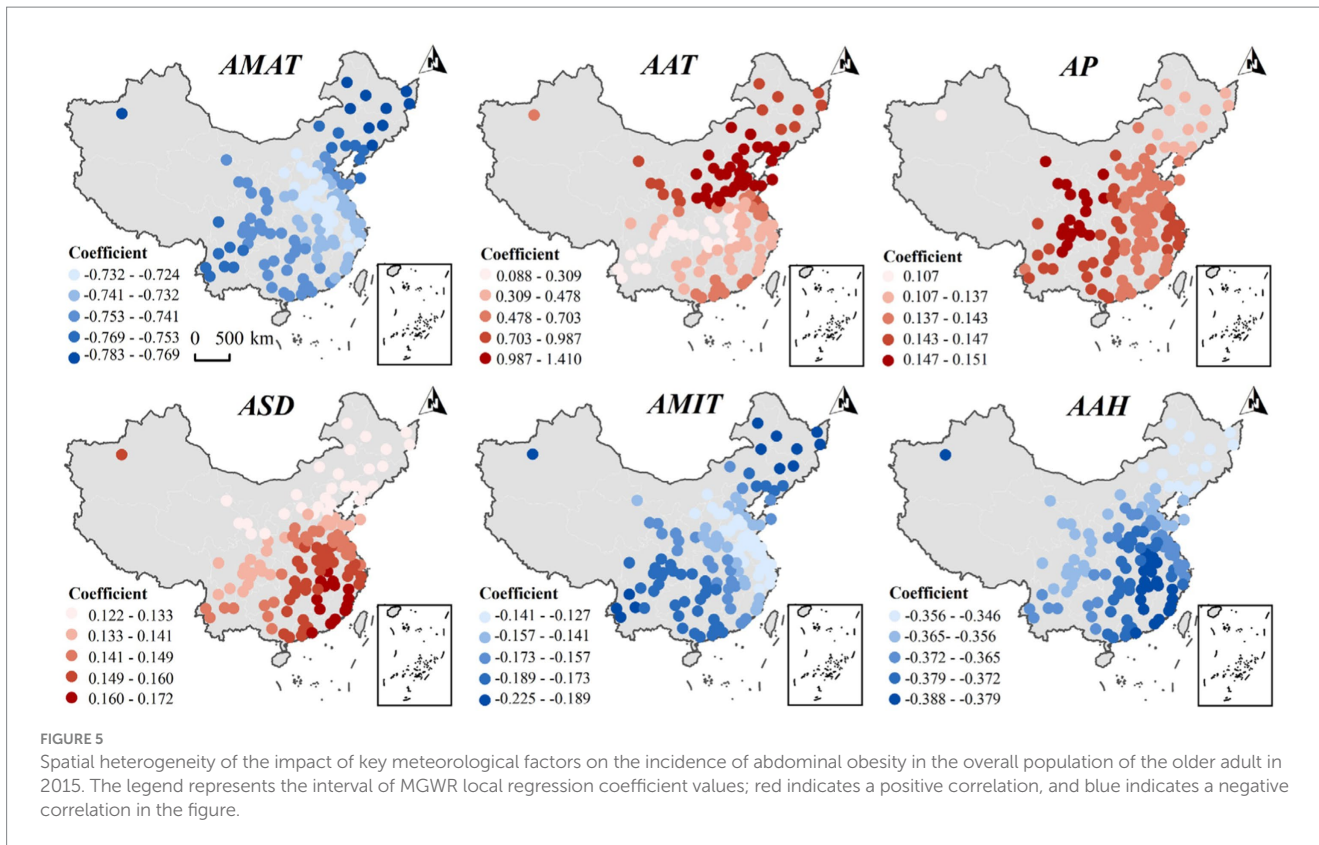 AMAT
N
Coefficient
-0.732 - -0.724
-0.741 - -0.732
-0.753 - -0.741
-0.769 - -0.753
-0.783 - -0.769
0 500 km
AAT
N
Coefficient
0.088 - 0.309
0.309 - 0.478
0.478 - 0.703
0.703 - 0.987
0.987 - 1.410
AP
N
Coefficient
0.107
0.107 - 0.137
0.137 - 0.143
0.143 - 0.147
0.147 - 0.151
ASD
N
Coefficient
0.122 - 0.133
0.133 - 0.141
0.141 - 0.149
0.149 - 0.160
0.160 - 0.172
AMIT
N
Coefficient
-0.141 - -0.127
-0.157 - -0.141
-0.173 - -0.157
-0.189 - -0.173
-0.225 - -0.189
AAH
N
Coefficient
-0.356 - -0.346
-0.365- -0.356
-0.372 - -0.365
-0.379 - -0.372
-0.388 - -0.379
FIGURE 5
Spatial heterogeneity of the impact of key meteorological factors on the incidence of abdominal obesity in the overall population of the older adult in
2015. The legend represents the interval of MGWR local regression coefficient values; red indicates a positive correlation, and blue indicates a negative
correlation in the figure.